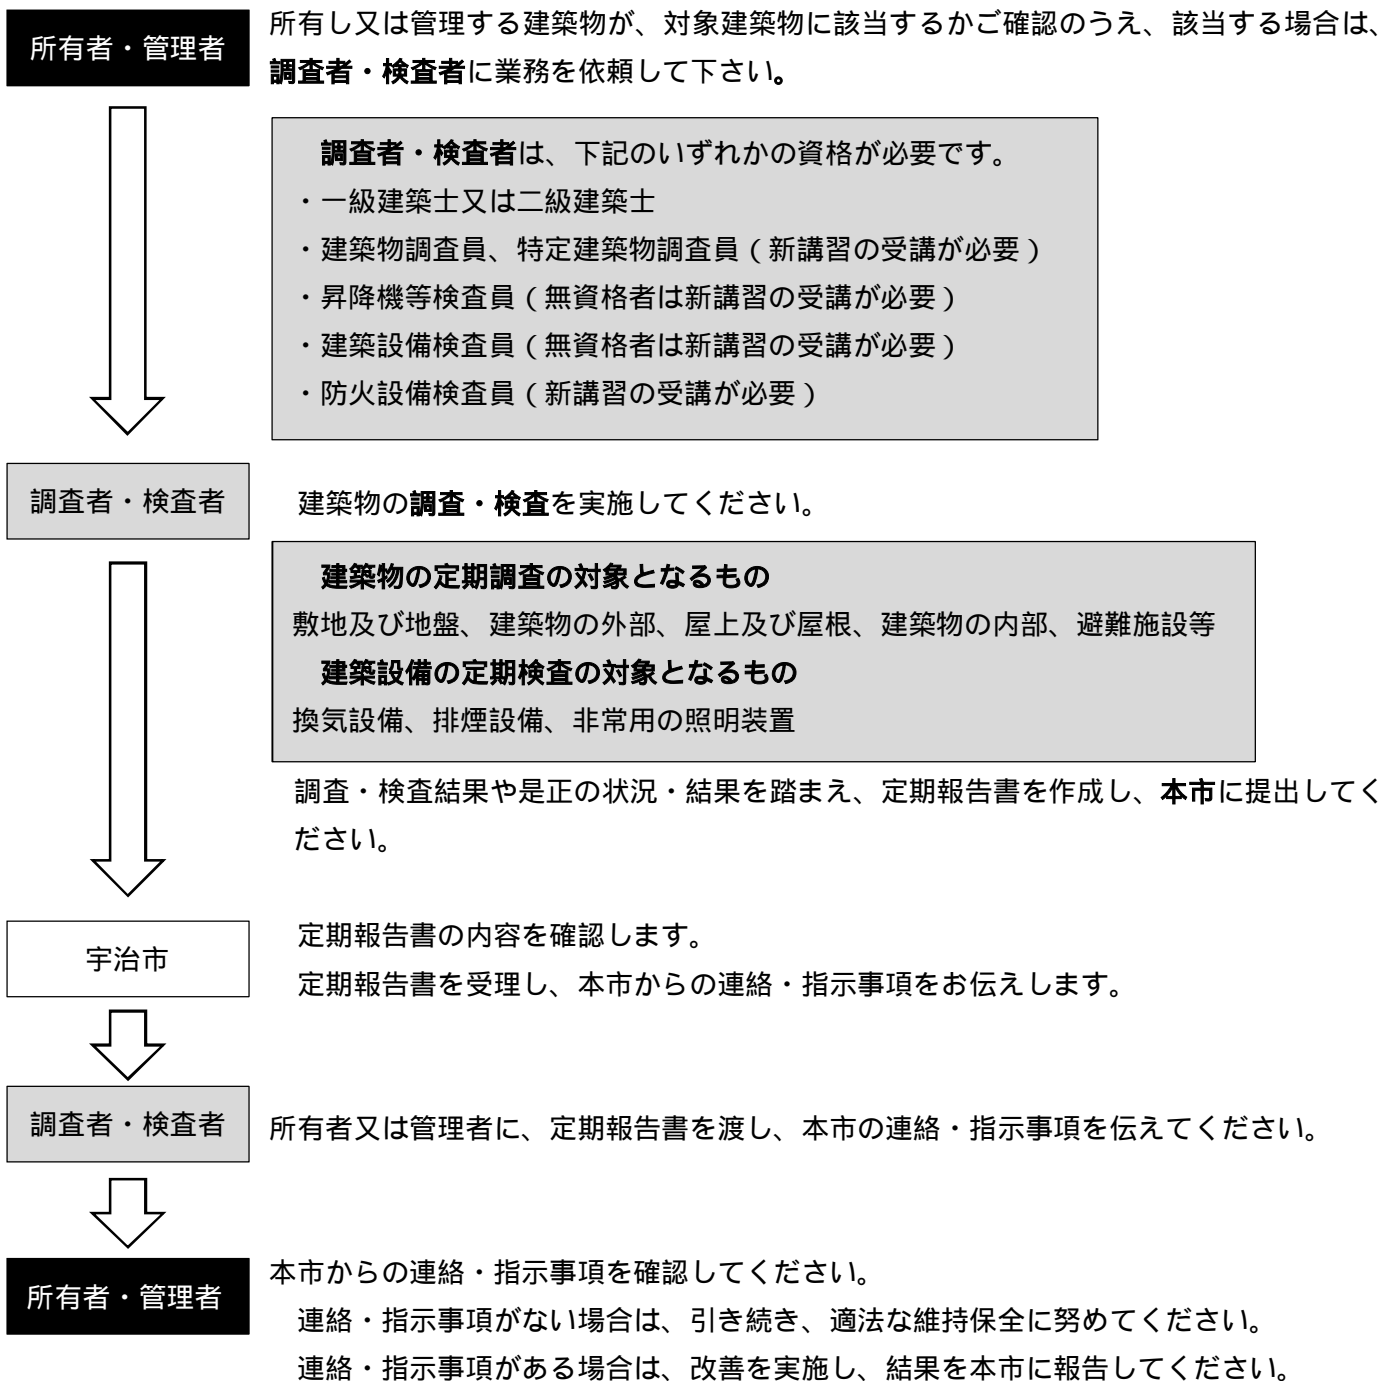 所有者・管理者
所有し又は管理する建築物が、対象建築物に該当するかご確認のうえ、該当する場合は、
調査者・検査者に業務を依頼して下さい。
調査者・検査者は、下記のいずれかの資格が必要です。
・一級建築士又は二級建築士
・建築物調査員、特定建築物調査員（新講習の受講が必要）
・昇降機等検査員（無資格者は新講習の受講が必要）
・建築設備検査員（無資格者は新講習の受講が必要）
・防火設備検査員（新講習の受講が必要）
調査者・検査者
建築物の調査・検査を実施してください。
建築物の定期調査の対象となるもの
敷地及び地盤、建築物の外部、屋上及び屋根、建築物の内部、避難施設等
建築設備の定期検査の対象となるもの
換気設備、排煙設備、非常用の照明装置
調査・検査結果や是正の状況・結果を踏まえ、定期報告書を作成し、本市に提出してく
ださい。
宇治市
定期報告書の内容を確認します。
定期報告書を受理し、本市からの連絡・指示事項をお伝えします。
調査者・検査者
所有者又は管理者に、定期報告書を渡し、本市の連絡・指示事項を伝えてください。
所有者・管理者
本市からの連絡・指示事項を確認してください。
連絡・指示事項がない場合は、引き続き、適法な維持保全に努めてください。
連絡・指示事項がある場合は、改善を実施し、結果を本市に報告してください。